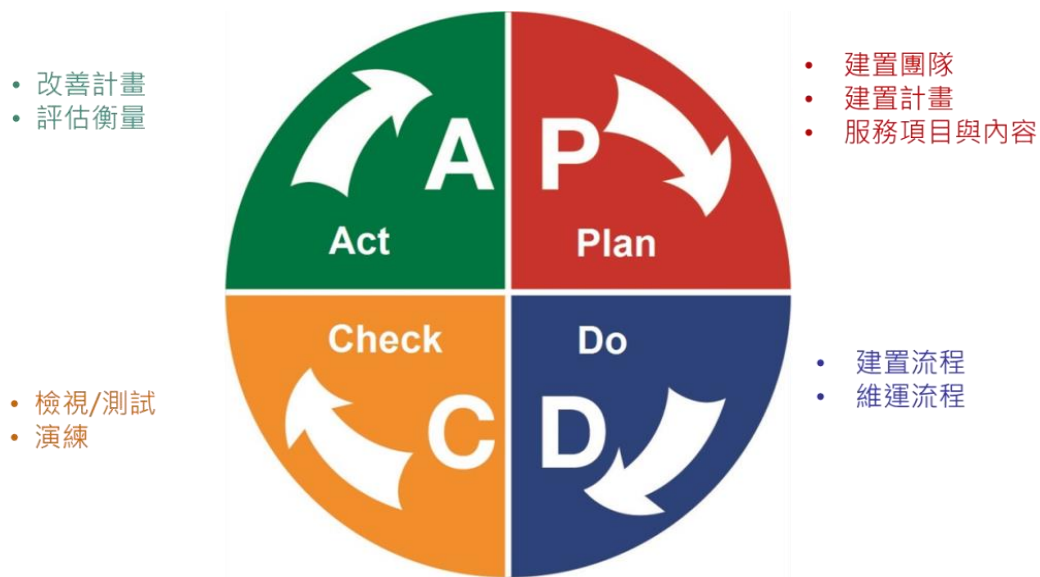 • 改善計畫
• 評估衡量
A
Act
P
Plan
• 建置團隊
• 建置計畫
• 服務項目與內容
Check
C
Do
D
• 檢視/測試
• 演練
• 建置流程
• 維運流程